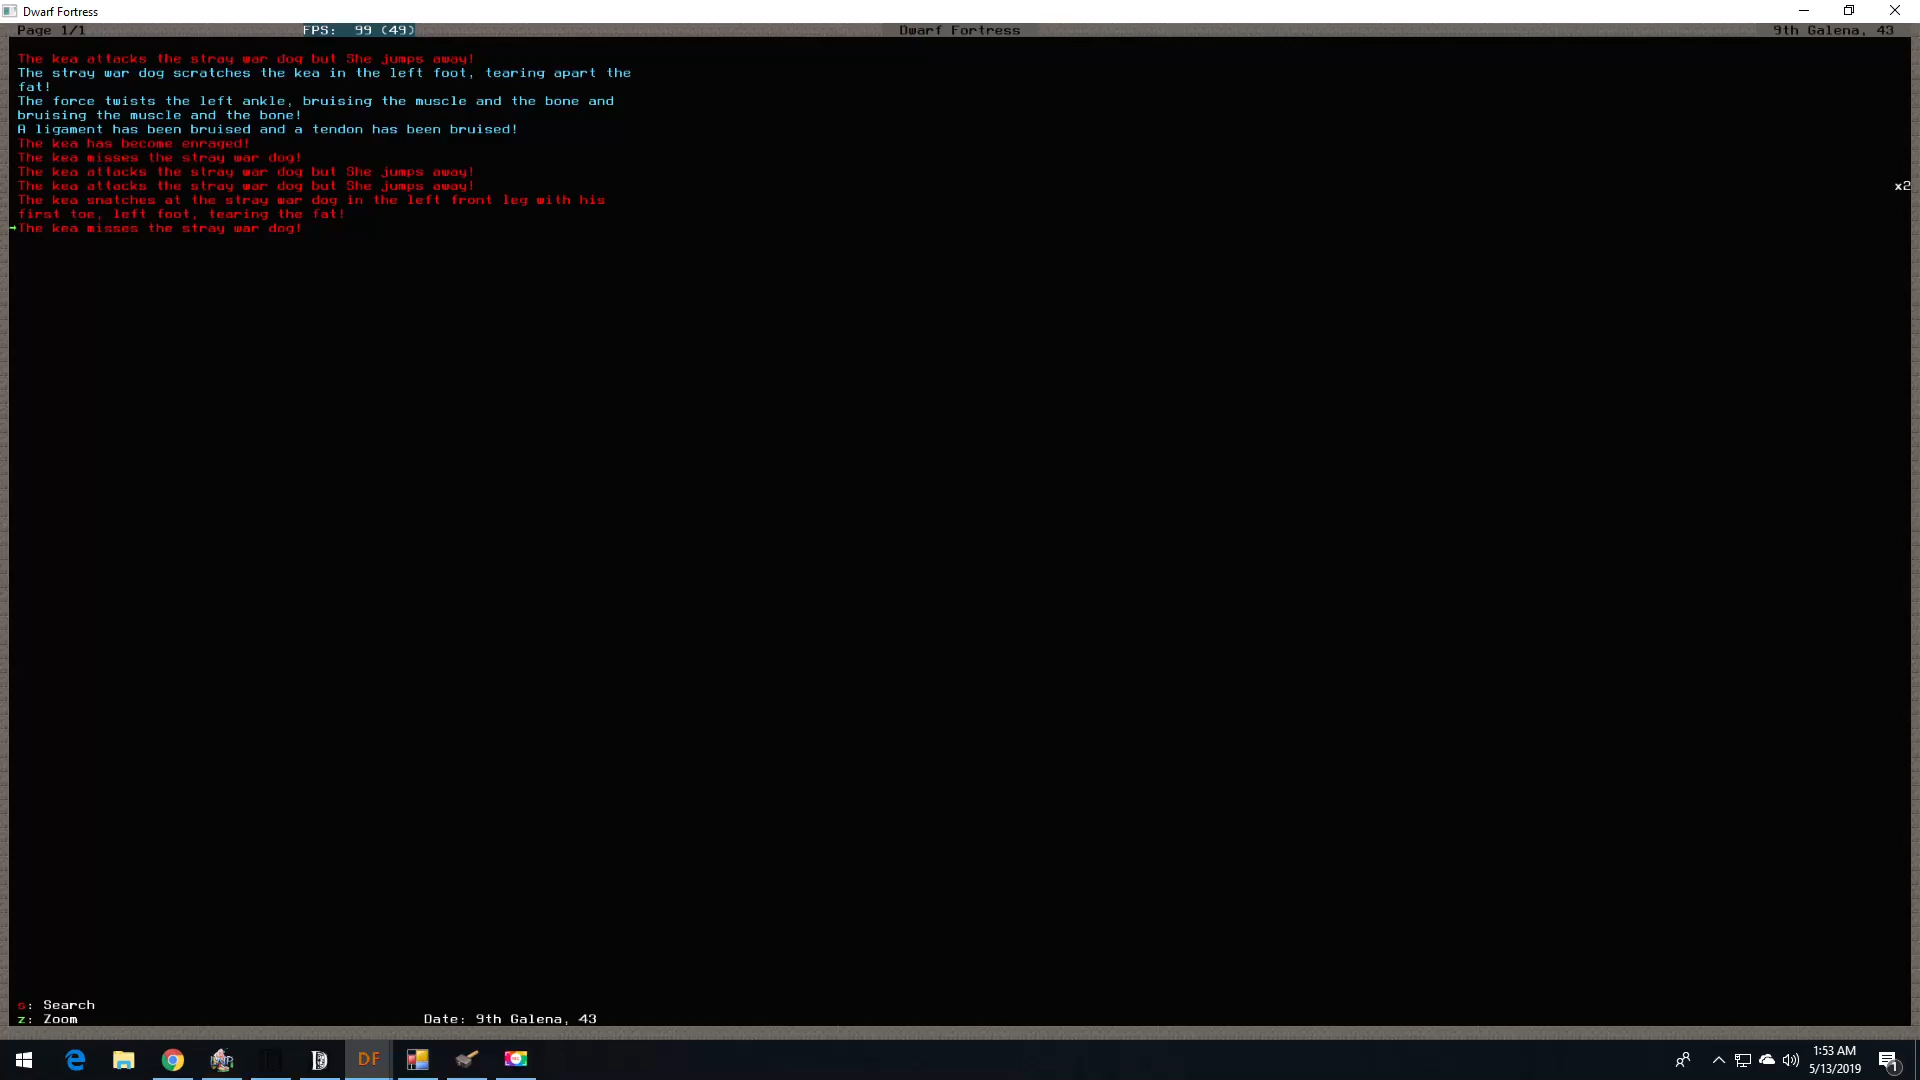 Dwarf Fortress
Page 1/1 FPS: 99 (49) Dwarf Fortress 9th Galena, 43
The kea attacks the stray war dog but She jumps away!
The stray war dog scratches the kea in the left foot, tearing apart the
fat!
The force twists the left ankle, bruising the muscle and the bone and
bruising the muscle and the bone!
A ligament has been bruised and a tendon has been bruised!
The kea has become enraged!
The kea misses the stray war dog!
The kea attacks the stray war dog but She jumps away!
The kea attacks the stray war dog but She jumps away! x2
The kea snatches at the stray war dog in the left front leg with his
first toe, left foot, tearing the fat!
→The kea misses the stray war dog!
s: Search
z: Zoom Date: 9th Galena, 43
DF
1:53 AM
5/13/2019
1